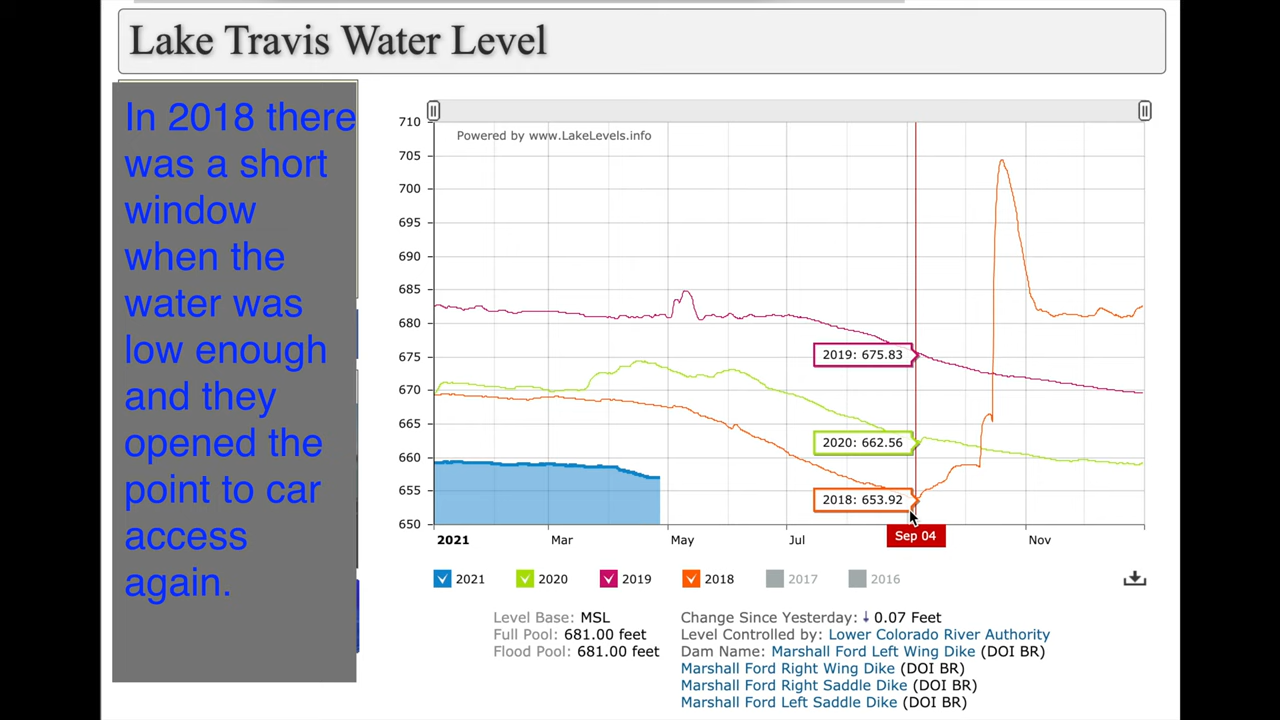 Lake Travis Water Level
In 2018 there
was a short
window
when the
water was
low enough
and they
opened the
point to car
access
again.
Powered by www.LakeLevels.info
710
705
700
695
690
685
680
675
670
665
660
655
650
2019: 675.83
2020: 662.56
2018: 653.92
2021 Mar May Jul Sep 04 Nov
2021 2020 2019 2018 2017 2016
Level Base: MSL
Full Pool: 681.00 feet
Flood Pool: 681.00 feet
Change Since Yesterday: ↓ 0.07 Feet
Level Controlled by: Lower Colorado River Authority
Dam Name: Marshall Ford Left Wing Dike (DOI BR)
Marshall Ford Right Wing Dike (DOI BR)
Marshall Ford Right Saddle Dike (DOI BR)
Marshall Ford Left Saddle Dike (DOI BR)